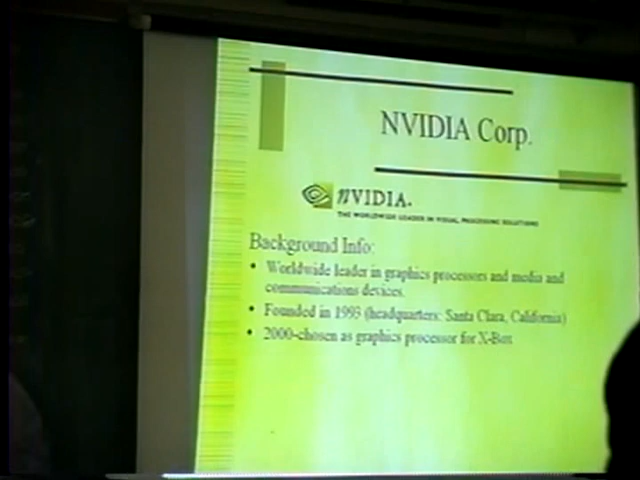 NVIDIA Corp.
nVIDIA.
THE WORLDWIDE LEADER IN VISUAL PROCESSING SOLUTIONS
Background Info:
• Worldwide leader in graphics processors and media and
communications devices.
• Founded in 1993 (headquarters: Santa Clara, California)
• 2000-chosen as graphics processor for X-Box